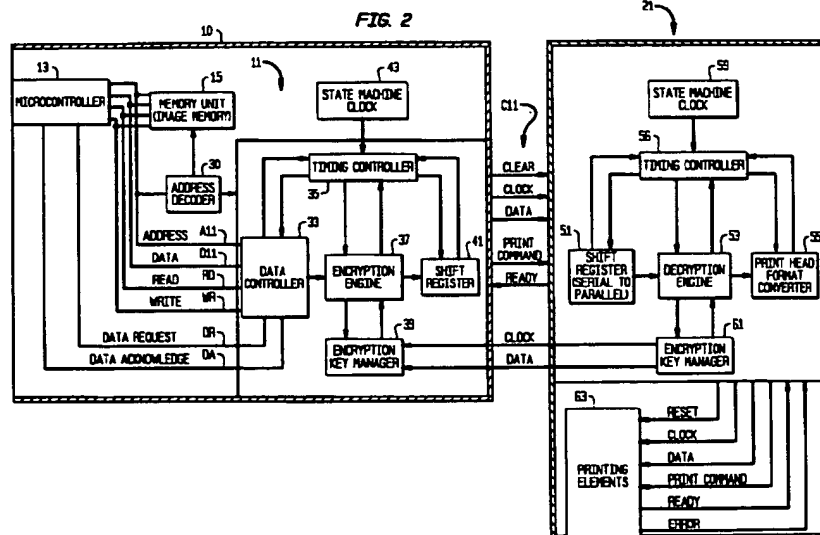 FIG. 2
10
13
MICROCONTROLLER
15
MEMORY UNIT
(IMAGE MEMORY)
30
ADDRESS
DECODER
11
43
STATE MACHINE
CLOCK
TIMING CONTROLLER
35
33
DATA
CONTROLLER
37
ENCRYPTION
ENGINE
41
SHIFT
REGISTER
39
ENCRYPTION
KEY MANAGER
ADDRESS A11
DATA D11
READ RD
WRITE WR
DATA REQUEST DR
DATA ACKNOWLEDGE DA
C11
CLEAR
CLOCK
DATA
PRINT
COMMAND
READY
CLOCK
DATA
21
59
STATE MACHINE
CLOCK
56
TIMING CONTROLLER
51
SHIFT
REGISTER
(SERIAL TO
PARALLEL)
53
DECRYPTION
ENGINE
55
PRINT HEAD
FORMAT
CONVERTER
61
ENCRYPTION
KEY MANAGER
63
PRINTING
ELEMENTS
RESET
CLOCK
DATA
PRINT COMMAND
READY
ERROR